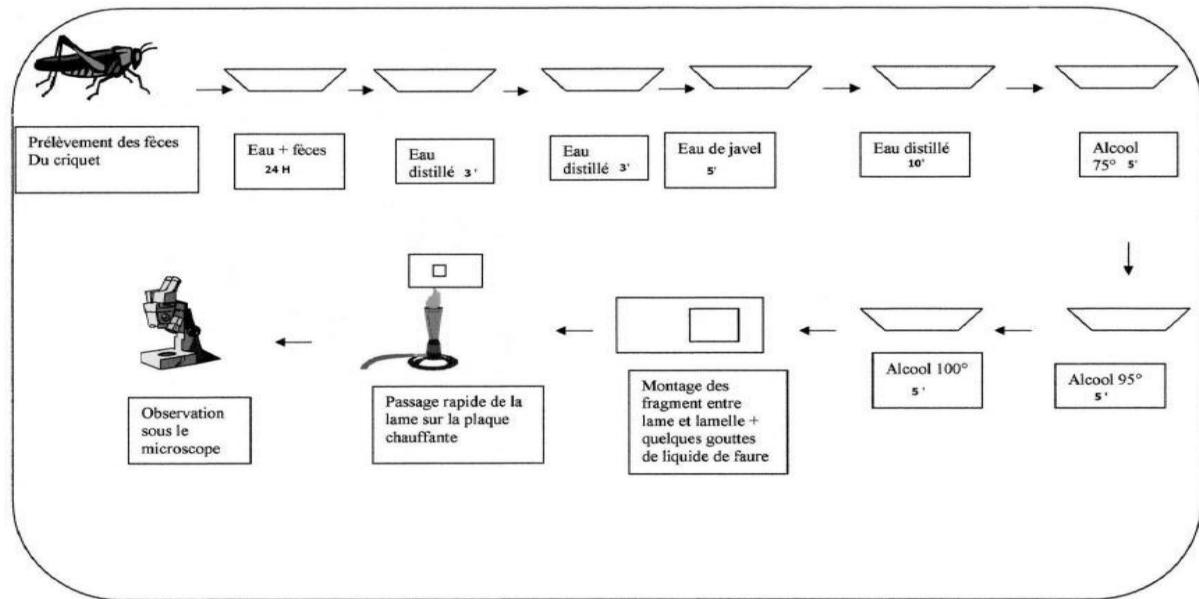 Prélèvement des fèces
Du criquet
Eau + fèces
24 H
Eau
distillé 3 '
Eau
distillé 3'
Eau de javel
5'
Eau distillé
10'
Alcool
75° 5'
Alcool 95°
5 '
Alcool 100°
5 '
Montage des
fragment entre
lame et lamelle +
quelques gouttes
de liquide de faure
Passage rapide de la
lame sur la plaque
chauffante
Observation
sous le
microscope